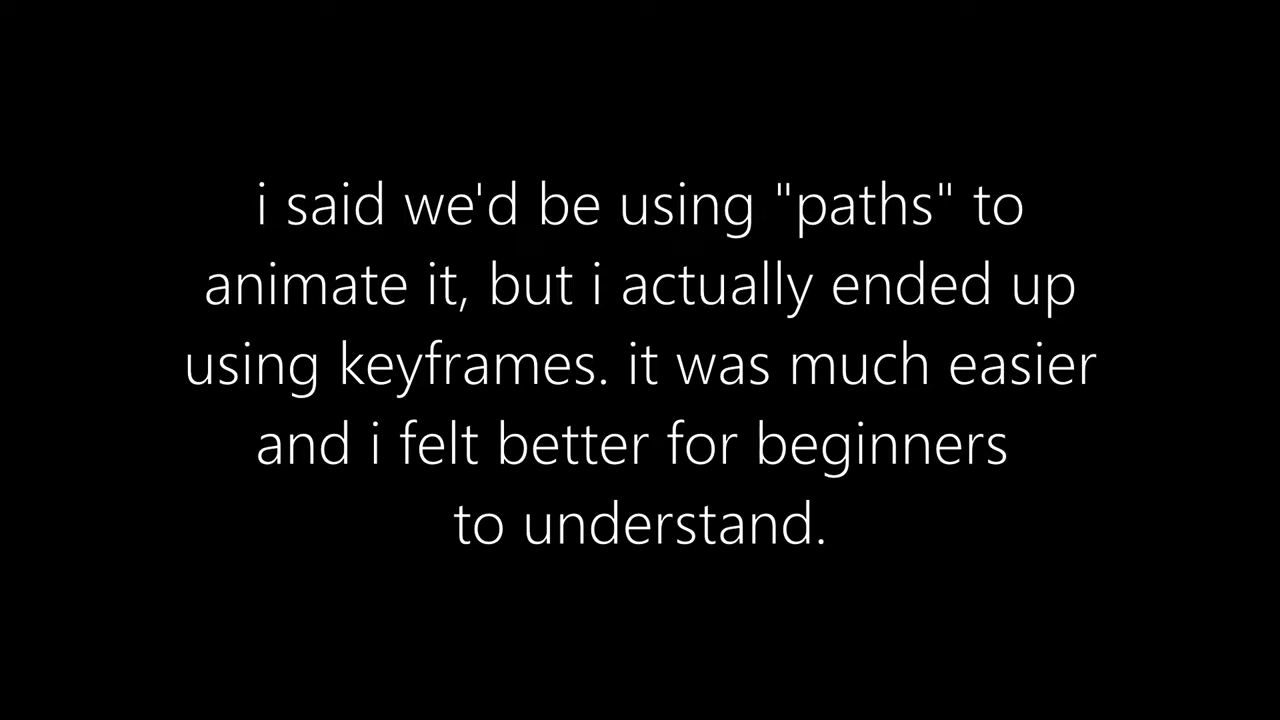 i said we'd be using "paths" to
animate it, but i actually ended up
using keyframes. it was much easier
and i felt better for beginners
to understand.